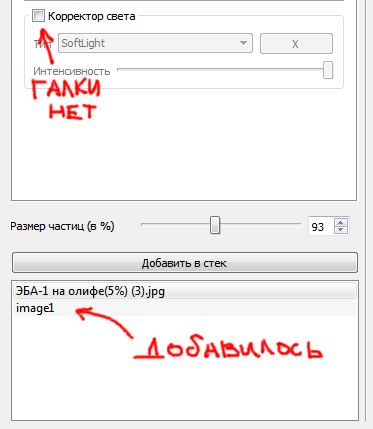 Корректор света
Тип SoftLight X
Интенсивность
ГАЛКИ
НЕТ
Размер частиц (в %) 93
Добавить в стек
ЭБА-1 на олифе(5%) (3).jpg
image1
ДОБАВИЛОСЬ